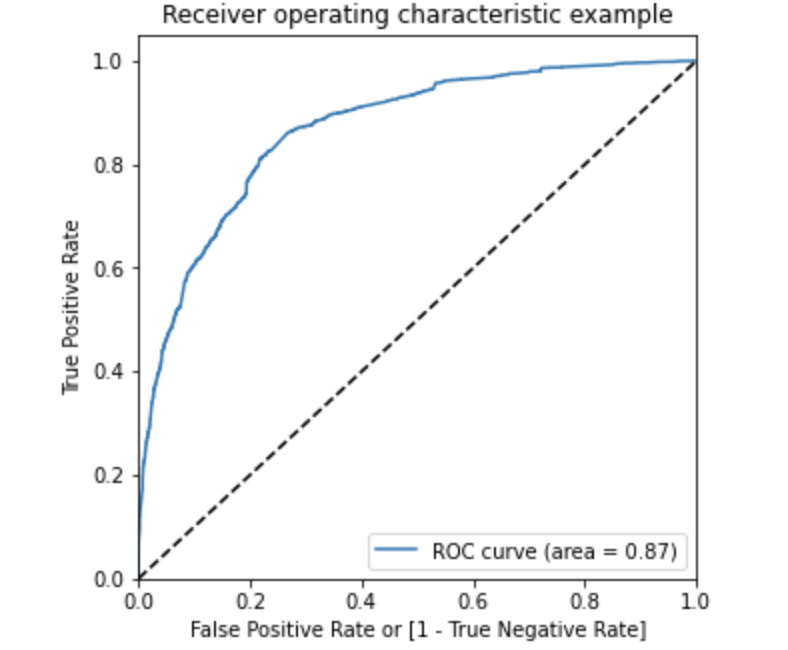 Receiver operating characteristic example
True Positive Rate
1.0
0.8
0.6
0.4
0.2
0.0
ROC curve (area = 0.87)
0.0 0.2 0.4 0.6 0.8 1.0
False Positive Rate or [1 - True Negative Rate]